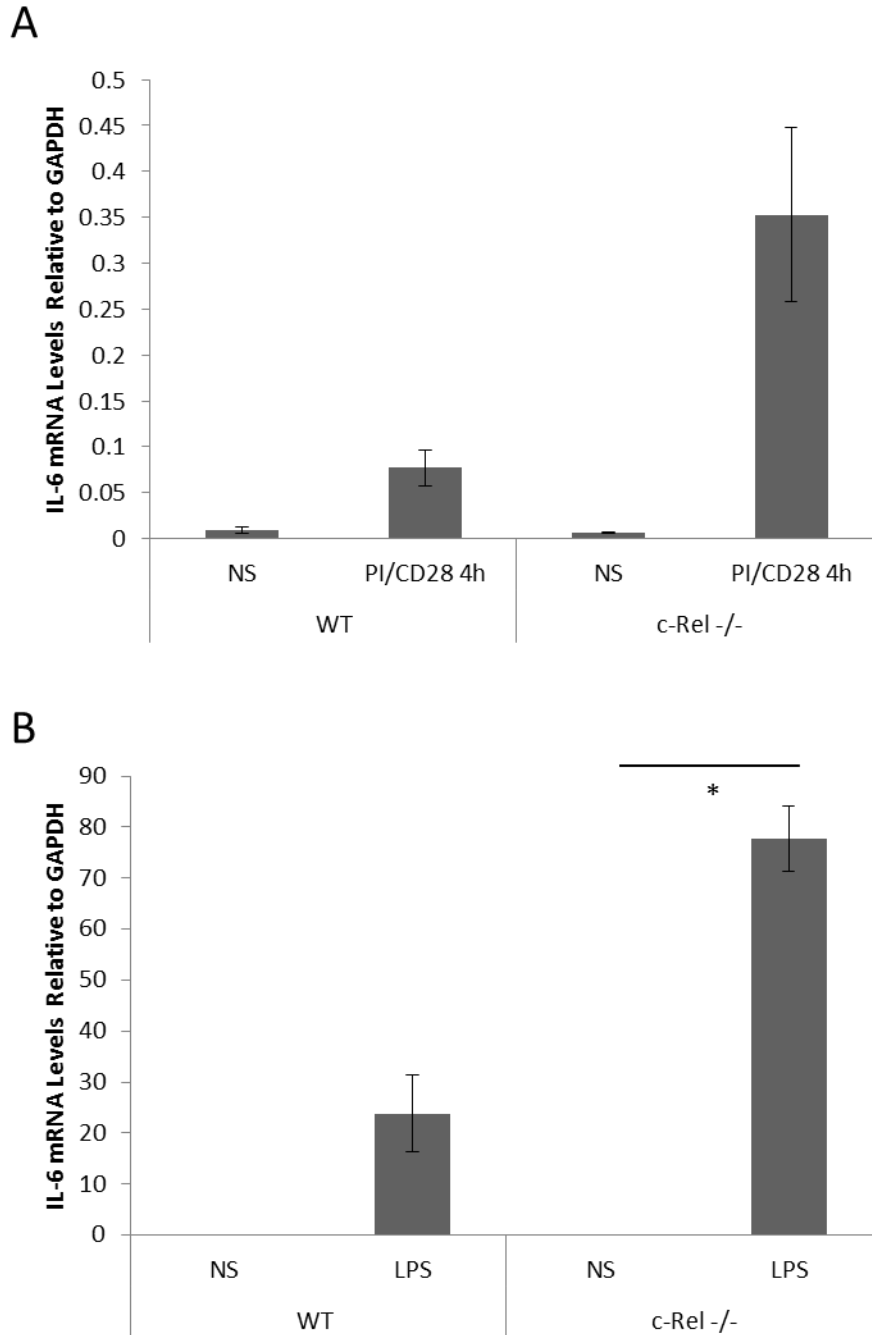 A
IL-6 mRNA Levels Relative to GAPDH
0.5
0.45
0.4
0.35
0.3
0.25
0.2
0.15
0.1
0.05
0
NS PI/CD28 4h NS PI/CD28 4h
WT c-Rel -/-
B
IL-6 mRNA Levels Relative to GAPDH
90
80
70
60
50
40
30
20
10
0
*
NS LPS NS LPS
WT c-Rel -/-